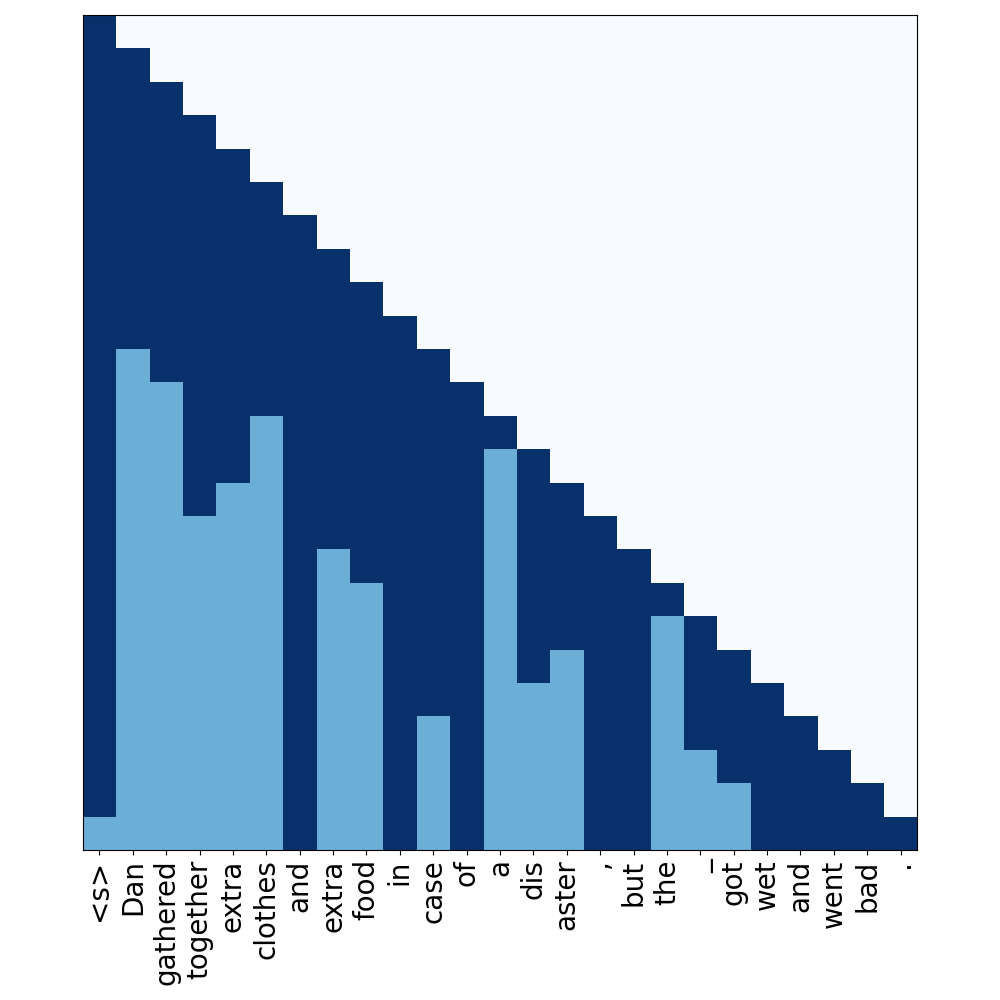 <s>
Dan
gathered
together
extra
clothes
and
extra
food
in
case
of
a
dis
aster
,
but
the
_
got
wet
and
went
bad
.